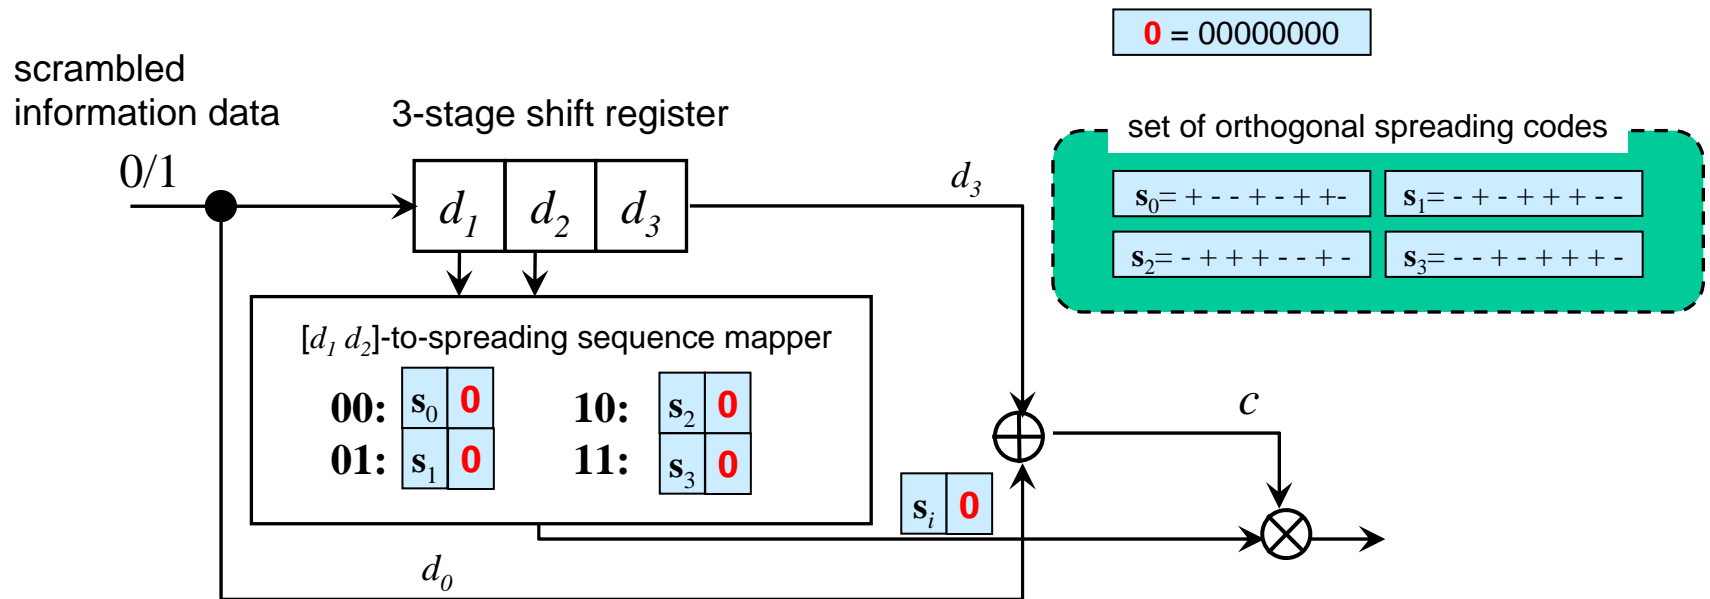 0 = 00000000
scrambled
information data
3-stage shift register
set of orthogonal spreading codes
0/1
d3
s0= + - - + - + +-
s1= - + - + + + - -
d1 d2 d3
s2= - + + + - - + -
s3= - - + - + + + -
[d1 d2]-to-spreading sequence mapper
00: s0 0
10: s2 0
01: s1 0
11: s3 0
c
si 0
d0